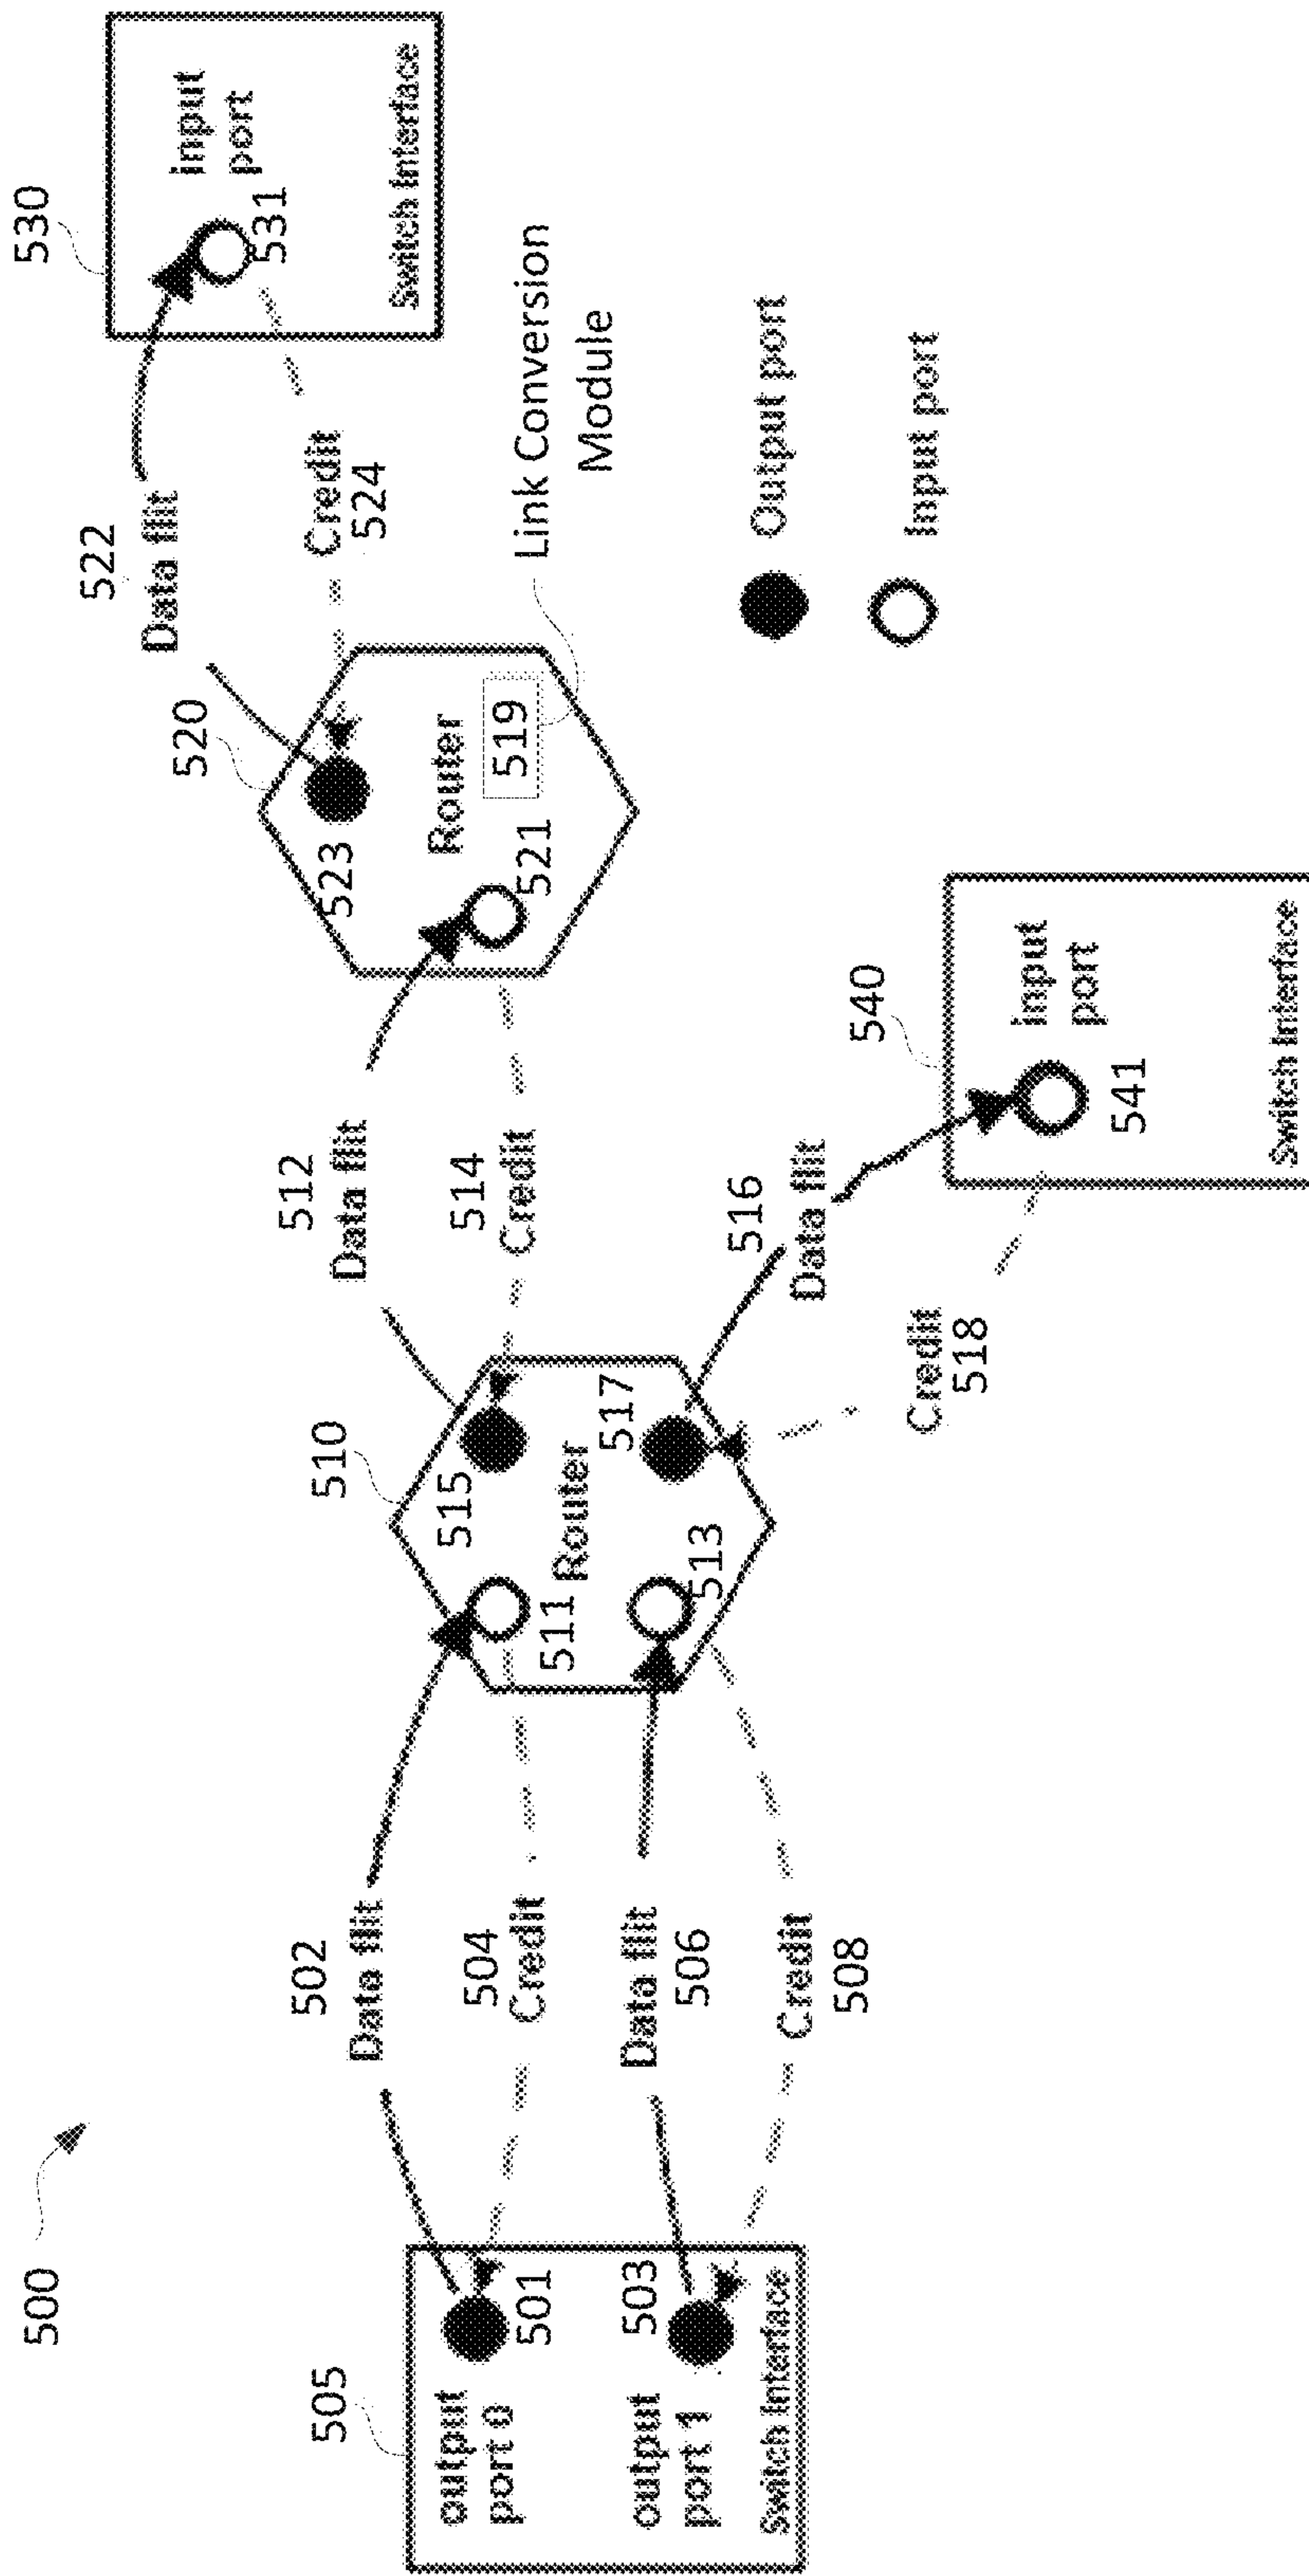 500
505
output
port 0
501
output
port 1
503
Switch Interface
502
Data flit
504
Credit
Data flit
506
Credit
508
510
511
515
Router
513
517
512
Data flit
514
Credit
516
Data flit
Credit
518
520
523
Router
521
519
Link Conversion
Module
522
Data flit
Credit
524
530
531
input
port
Switch Interface
540
541
input
port
Switch Interface
Output port
Input port